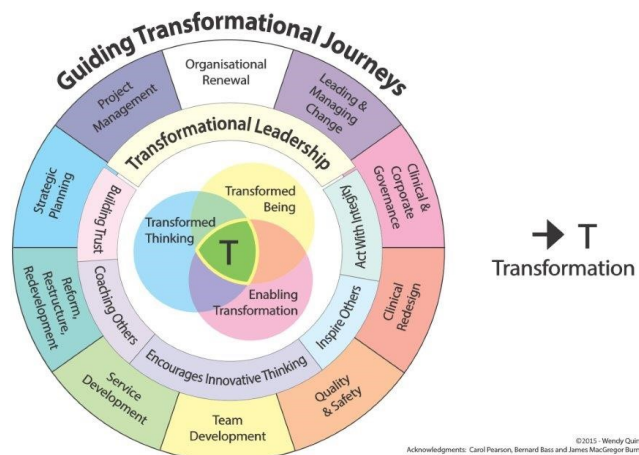 Guiding Transformational Journeys
Organisational
Renewal
Leading &
Managing
Change
Clinical &
Corporate
Governance
Clinical
Redesign
Quality
& Safety
Team
Development
Service
Development
Reform,
Restructure,
Redevelopment
Strategic
Planning
Project
Management
Transformational Leadership
Act With Integrity
Inspire Others
Encourages Innovative Thinking
Coaching Others
Building Trust
Transformed
Being
Transformed
Thinking
T
Enabling
Transformation
T
Transformation
©2015 - Wendy Quin
Acknowledgments: Carol Pearson, Bernard Bass and James MacGregor Burn